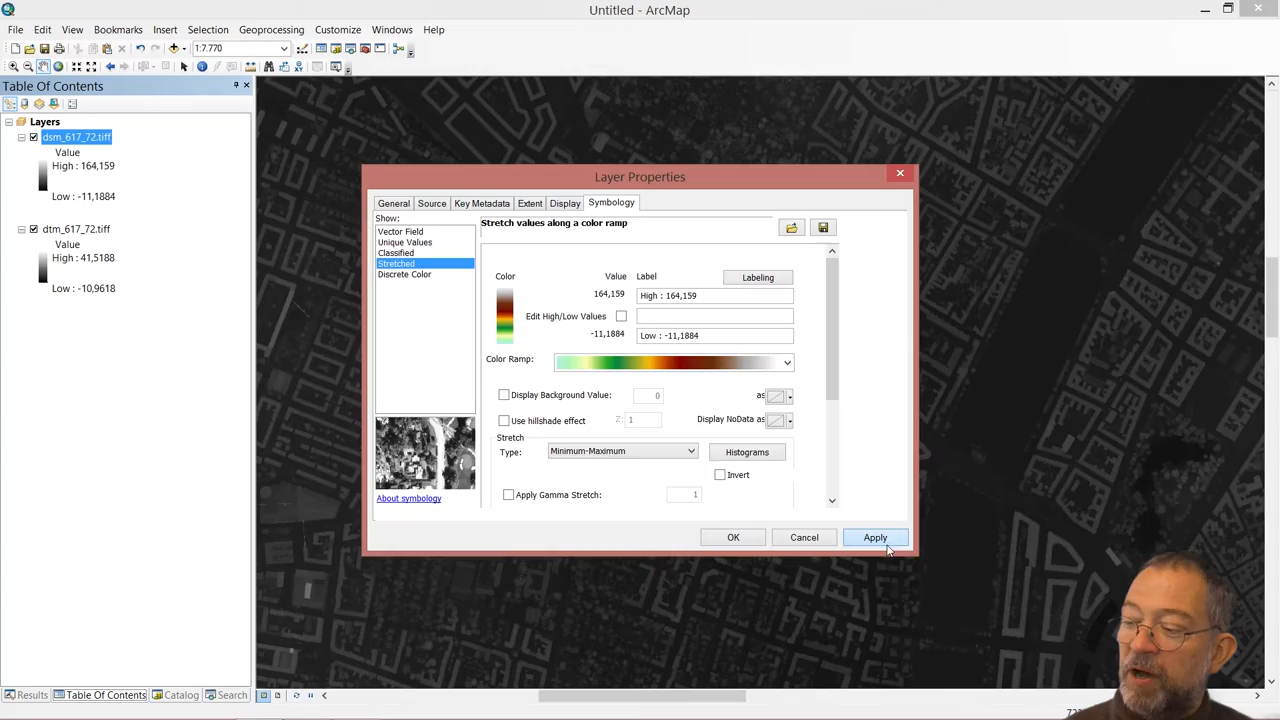 Untitled - ArcMap
File Edit View Bookmarks Insert Selection Geoprocessing Customize Windows Help
1:7.770
Table Of Contents
Layers
dsm_617_72.tiff
Value
High : 164,159
Low : -11,1884
dtm_617_72.tiff
Value
High : 41,5188
Low : -10,9618
Layer Properties
General Source Key Metadata Extent Display Symbology
Show:
Vector Field
Unique Values
Classified
Stretched
Discrete Color
About symbology
Stretch values along a color ramp
Color Value Label Labeling
164,159 High : 164,159
Edit High/Low Values
-11,1884 Low : -11,1884
Color Ramp:
Display Background Value: 0 as
Use hillshade effect Z: 1 Display NoData as
Stretch
Type: Minimum-Maximum Histograms
Invert
Apply Gamma Stretch: 1
OK Cancel Apply
Results Table Of Contents Catalog Search